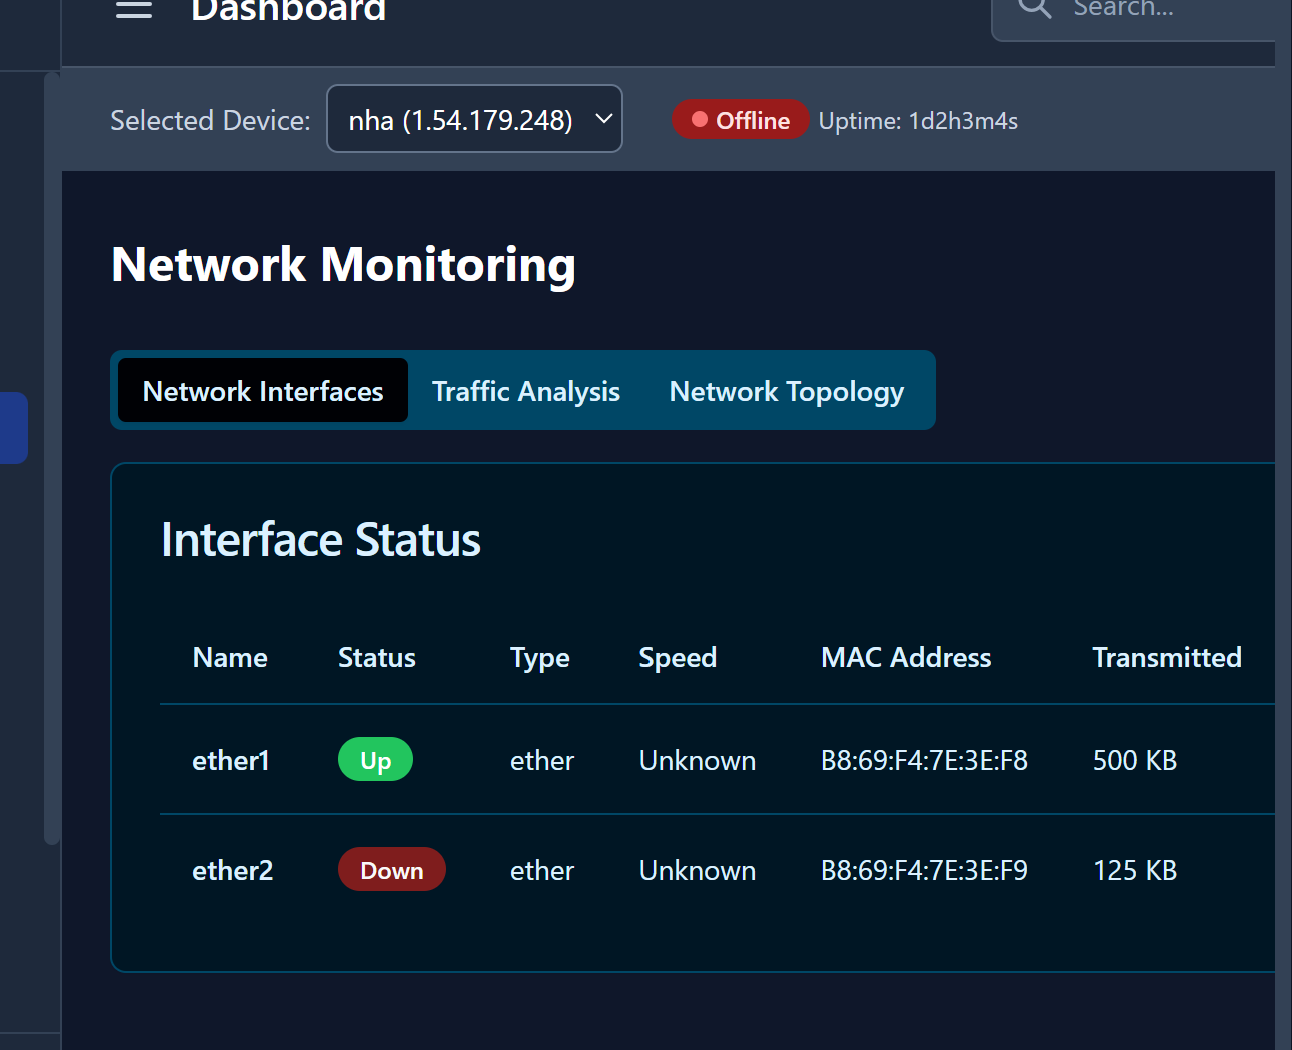 Dashboard
Search...
Selected Device: nha (1.54.179.248) Offline Uptime: 1d2h3m4s
Network Monitoring
Network Interfaces Traffic Analysis Network Topology
Interface Status
Name Status Type Speed MAC Address Transmitted
ether1 Up ether Unknown B8:69:F4:7E:3E:F8 500 KB
ether2 Down ether Unknown B8:69:F4:7E:3E:F9 125 KB